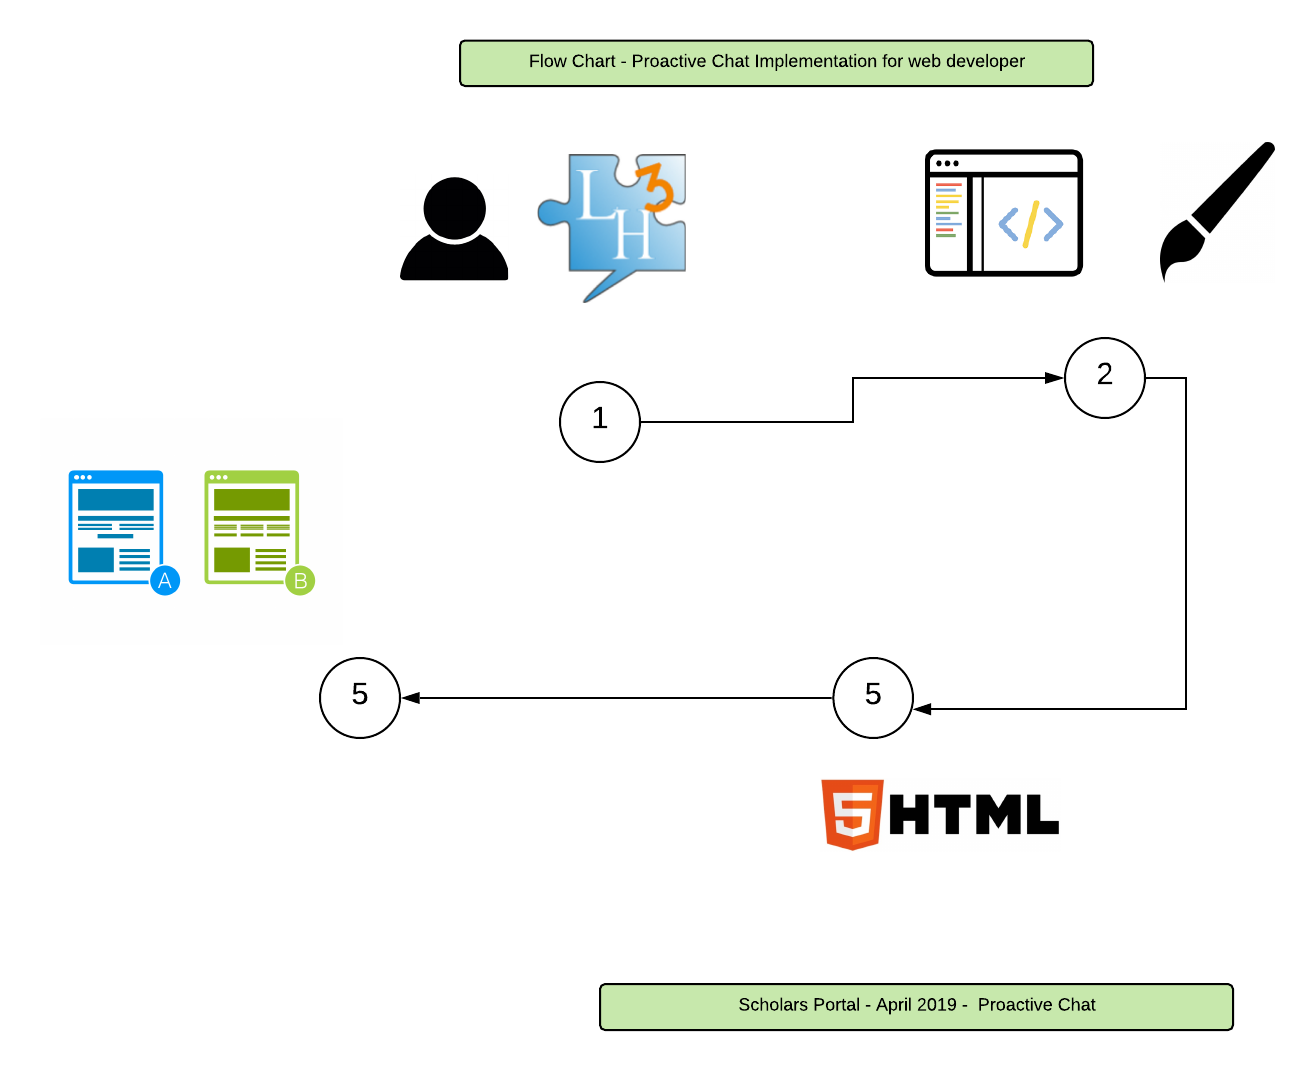 Flow Chart - Proactive Chat Implementation for web developer
L 3
H
</>
2
1
A B
5 5
5 HTML
Scholars Portal - April 2019 -  Proactive Chat